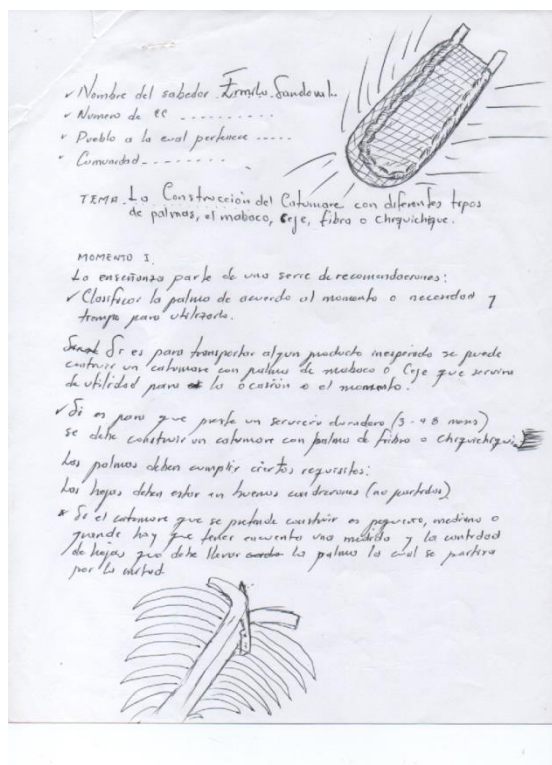 ✓ Nombre del sabedor Ermilo Sandoval..
✓ Numero de CC ..........
✓ Pueblo a la cual pertenece .....
✓ Comunidad.........
TEMA. La Construcción del Catumare con diferentes tipos
de palmas, el maboco, Ceje, fibra o Chiquichique.
MOMENTO I.
La enseñanza parte de una serie de recomendaciones:
✓ Clasificar la palma de acuerdo al momento o necesidad y
tiempo para utilizarla.
Si es para transportar algun producto inesperado se puede
construir un catumare con palma de maboco o Ceje que servira
de utilidad para la ocasión o el momento.
✓ Si es para que preste un servicio duradero (3 - 4 8 meses)
se debe construir un catumare con palma de fibra o chiquichiqui
Las palmas deben cumplir ciertos requisitos:
Las hojas deben estar en buenas condiciones (no partidas)
* Si el catumare que se pretende construir es pequeño, mediano o
grande hay que tener encuenta una medida y la cantidad
de hojas que debe llevar la palma la cual se partira
por la mitad.